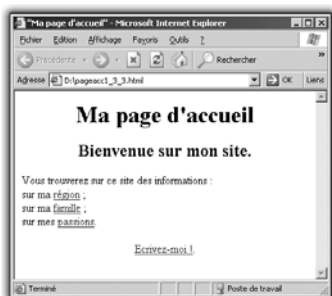 "Ma page d'accueil" - Microsoft Internet Explorer
Fichier Edition Affichage Favoris Outils ?
Précédente Rechercher »
Adresse D:\pageacc1_3_3.html OK Liens
Ma page d'accueil
Bienvenue sur mon site.
Vous trouverez sur ce site des informations :
sur ma région ;
sur ma famille ;
sur mes passions.
Ecrivez-moi !.
Terminé Poste de travail